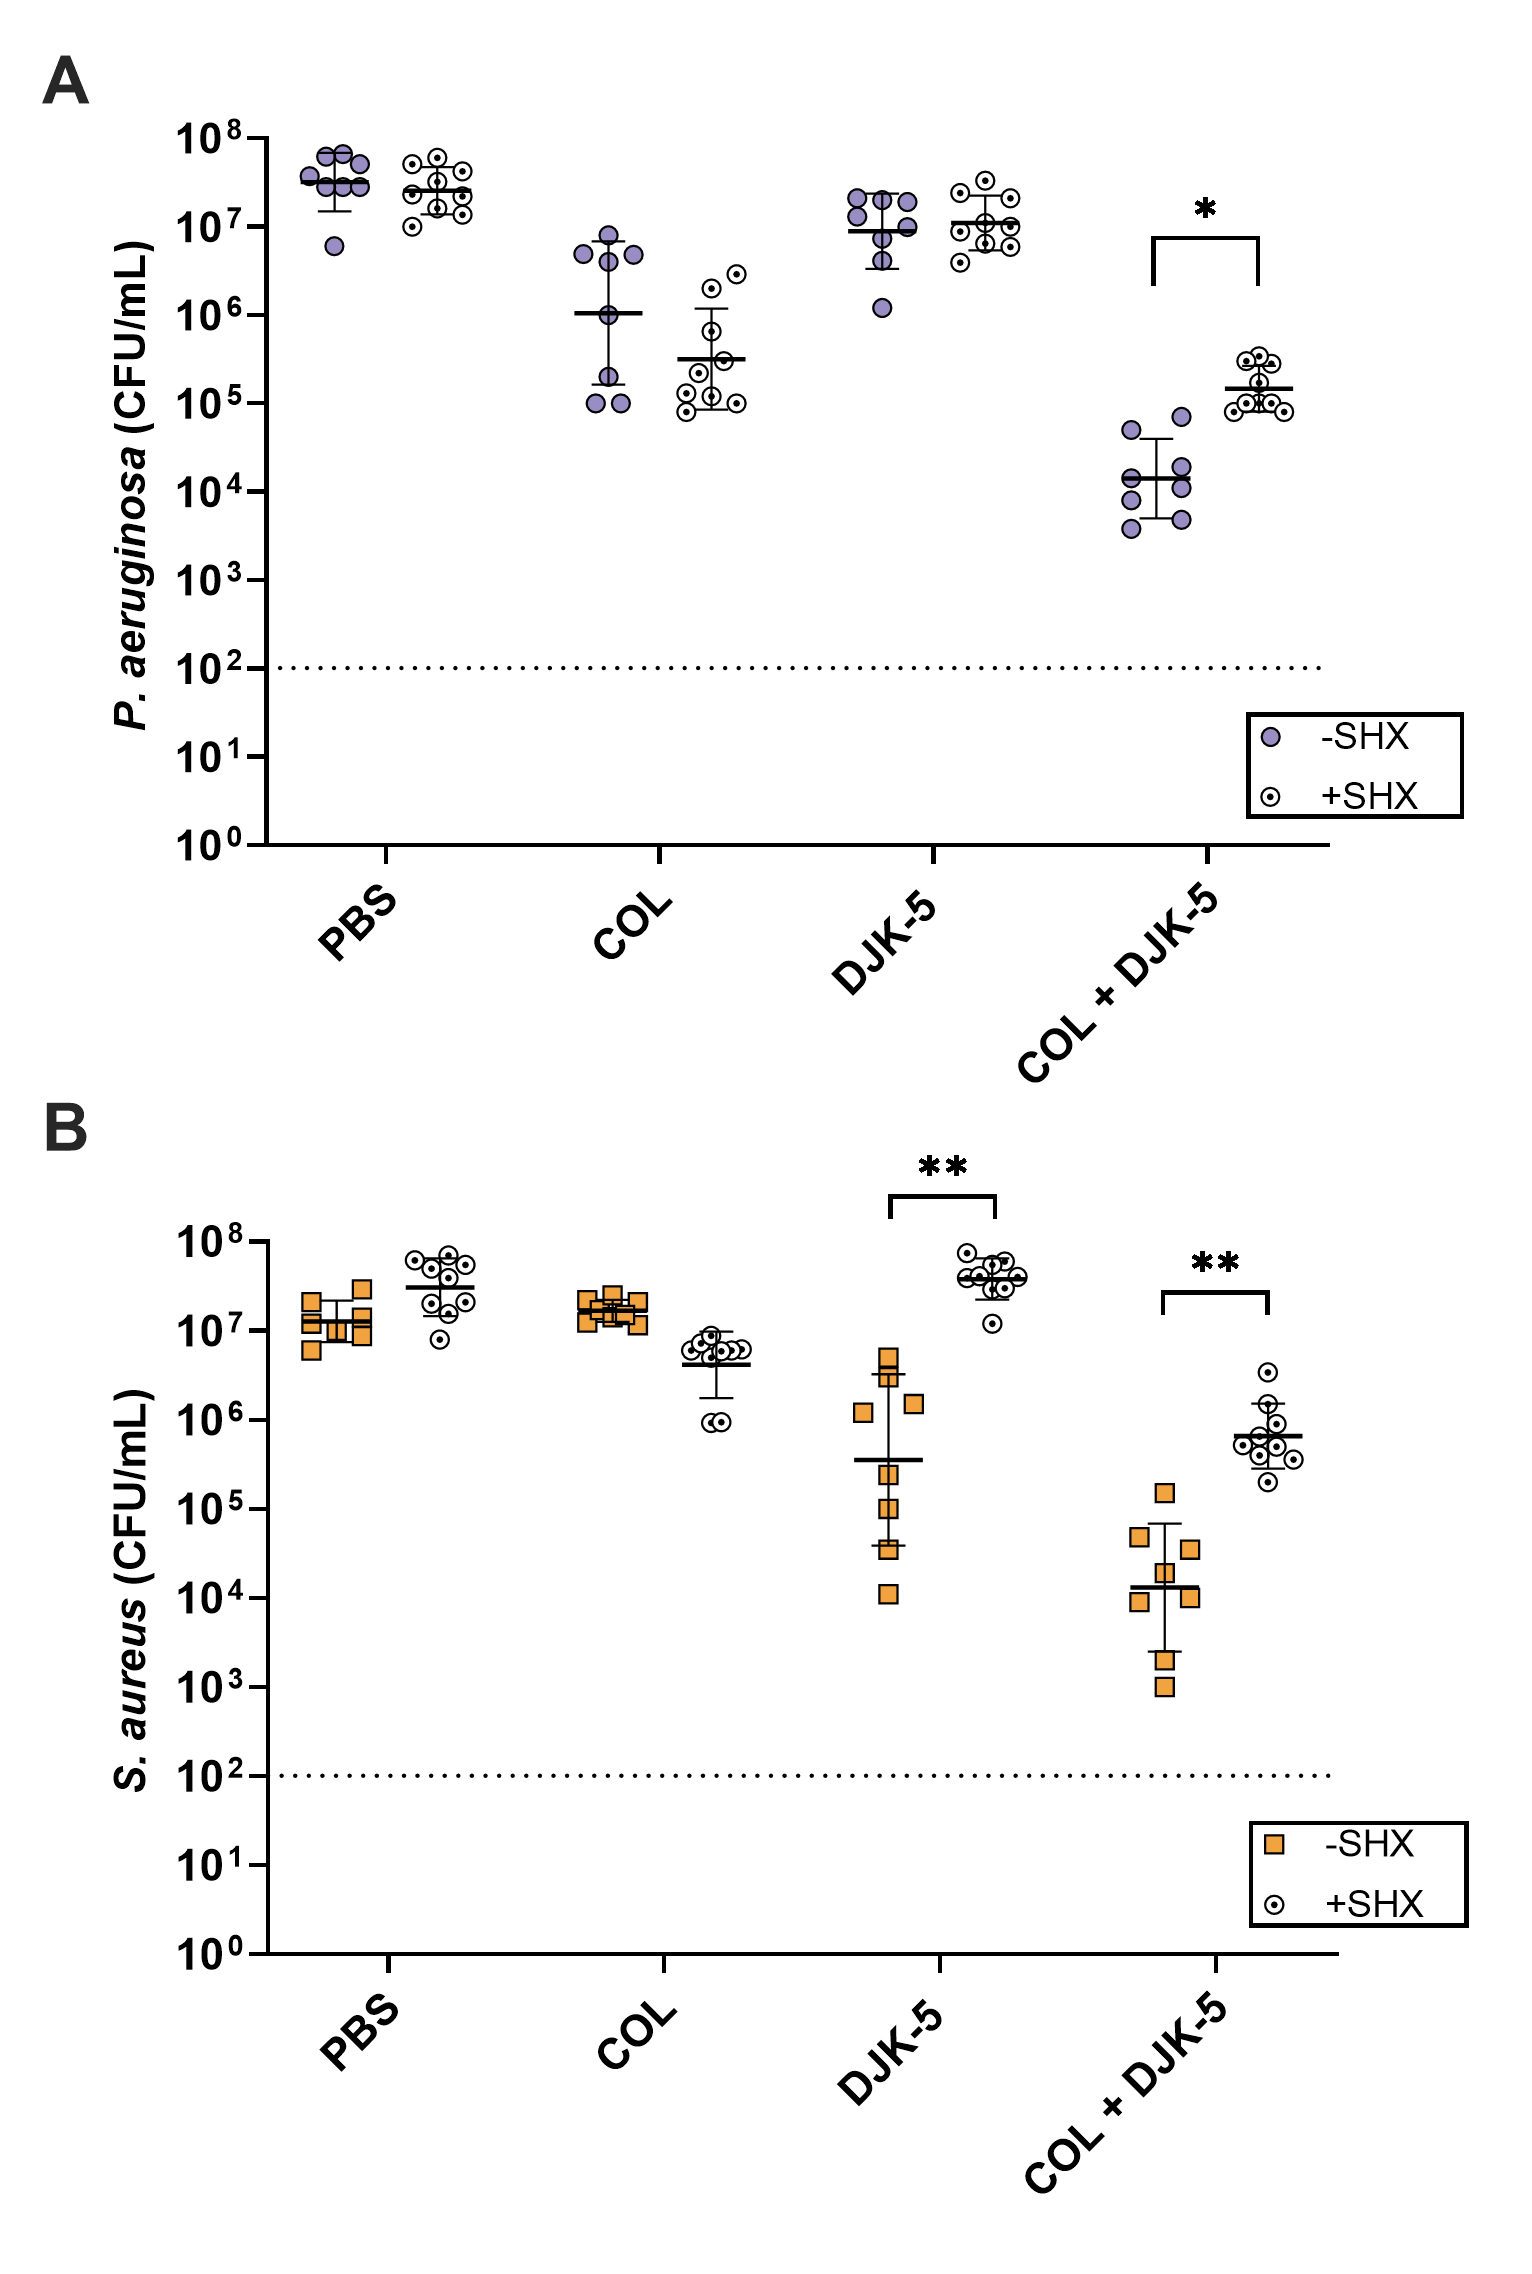 A
P. aeruginosa (CFU/mL)
10⁸
10⁷
10⁶
10⁵
10⁴
10³
10²
10¹
10⁰
*
-SHX
+SHX
PBS
COL
DJK-5
COL + DJK-5
B
S. aureus (CFU/mL)
10⁸
10⁷
10⁶
10⁵
10⁴
10³
10²
10¹
10⁰
**
**
-SHX
+SHX
PBS
COL
DJK-5
COL + DJK-5